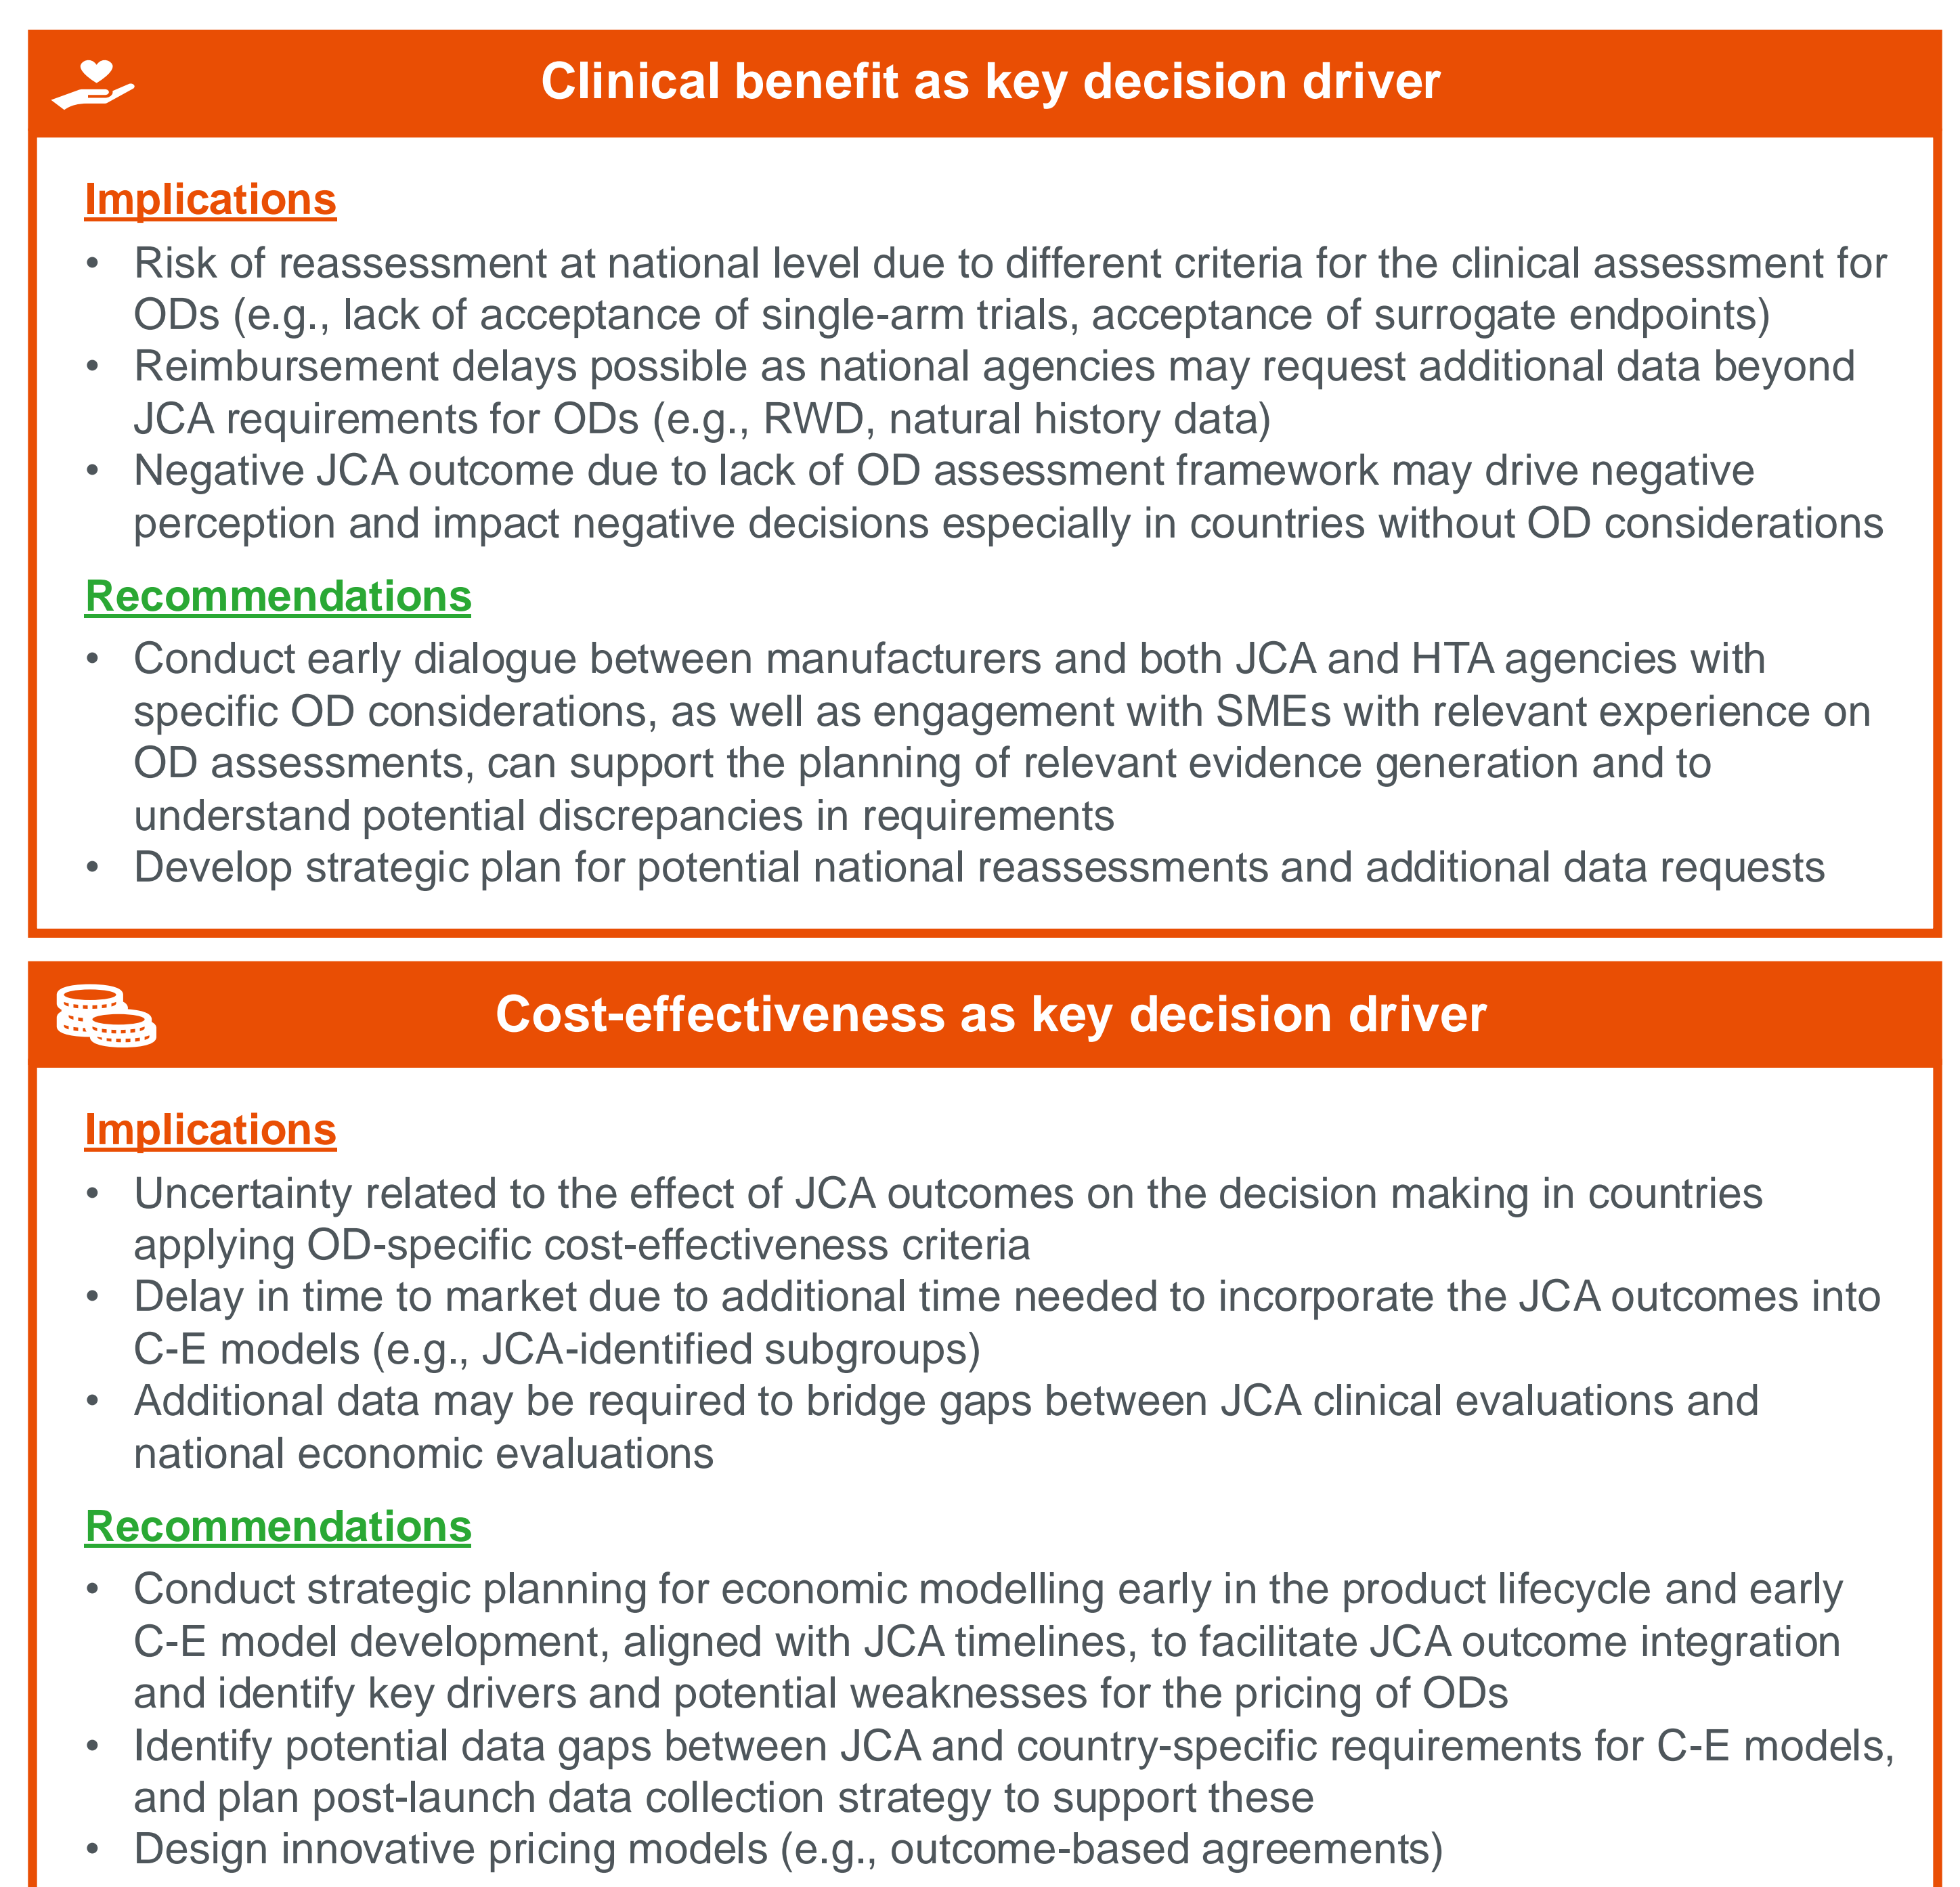 Clinical benefit as key decision driver
Implications
• Risk of reassessment at national level due to different criteria for the clinical assessment for
ODs (e.g., lack of acceptance of single-arm trials, acceptance of surrogate endpoints)
• Reimbursement delays possible as national agencies may request additional data beyond
JCA requirements for ODs (e.g., RWD, natural history data)
• Negative JCA outcome due to lack of OD assessment framework may drive negative
perception and impact negative decisions especially in countries without OD considerations
Recommendations
• Conduct early dialogue between manufacturers and both JCA and HTA agencies with
specific OD considerations, as well as engagement with SMEs with relevant experience on
OD assessments, can support the planning of relevant evidence generation and to
understand potential discrepancies in requirements
• Develop strategic plan for potential national reassessments and additional data requests
Cost-effectiveness as key decision driver
Implications
• Uncertainty related to the effect of JCA outcomes on the decision making in countries
applying OD-specific cost-effectiveness criteria
• Delay in time to market due to additional time needed to incorporate the JCA outcomes into
C-E models (e.g., JCA-identified subgroups)
• Additional data may be required to bridge gaps between JCA clinical evaluations and
national economic evaluations
Recommendations
• Conduct strategic planning for economic modelling early in the product lifecycle and early
C-E model development, aligned with JCA timelines, to facilitate JCA outcome integration
and identify key drivers and potential weaknesses for the pricing of ODs
• Identify potential data gaps between JCA and country-specific requirements for C-E models,
and plan post-launch data collection strategy to support these
• Design innovative pricing models (e.g., outcome-based agreements)